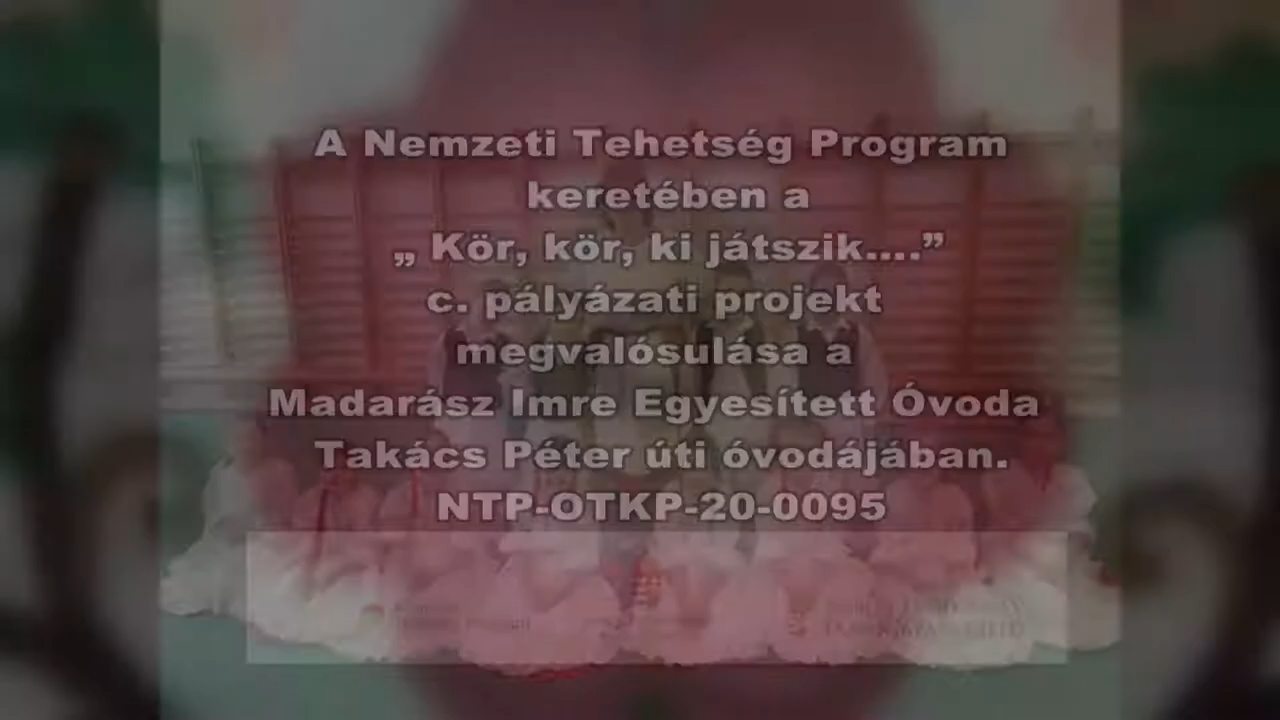 A Nemzeti Tehetség Program
keretében a
„ Kör, kör, ki játszik....”
c. pályázati projekt
megvalósulása a
Madarász Imre Egyesített Óvoda
Takács Péter úti óvodájában.
NTP-OTKP-20-0095